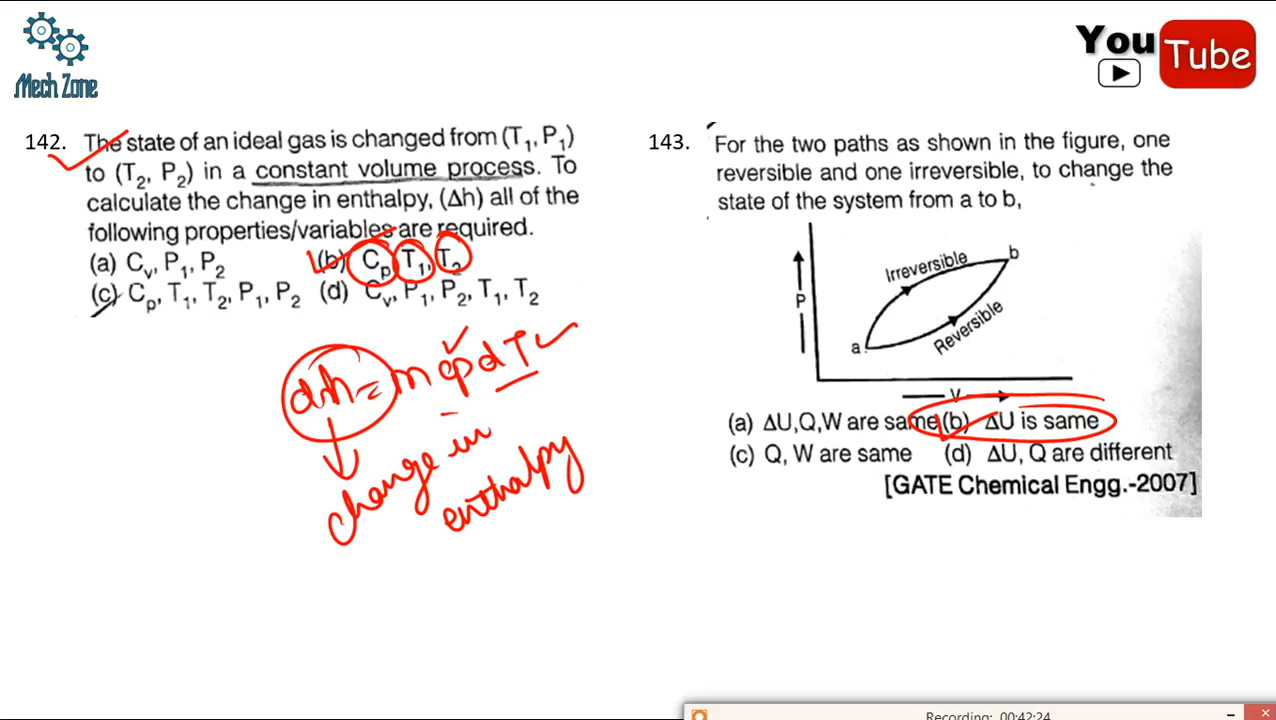 Mech Zone
You Tube
142. The state of an ideal gas is changed from (T₁, P₁)
to (T₂, P₂) in a constant volume process. To
calculate the change in enthalpy, (Δh) all of the
following properties/variables are required.
(a) Cᵥ, P₁, P₂ (b) Cₚ, T₁, T₂
(c) Cₚ, T₁, T₂, P₁, P₂ (d) Cᵥ, P₁, P₂, T₁, T₂
dh = m cp dT
change in
enthalpy
143. For the two paths as shown in the figure, one
reversible and one irreversible, to change the
state of the system from a to b,
P
Irreversible
b
a
Reversible
V
(a) ΔU,Q,W are same (b) ΔU is same
(c) Q, W are same (d) ΔU, Q are different
[GATE Chemical Engg.-2007]
Recording: 00:42:24